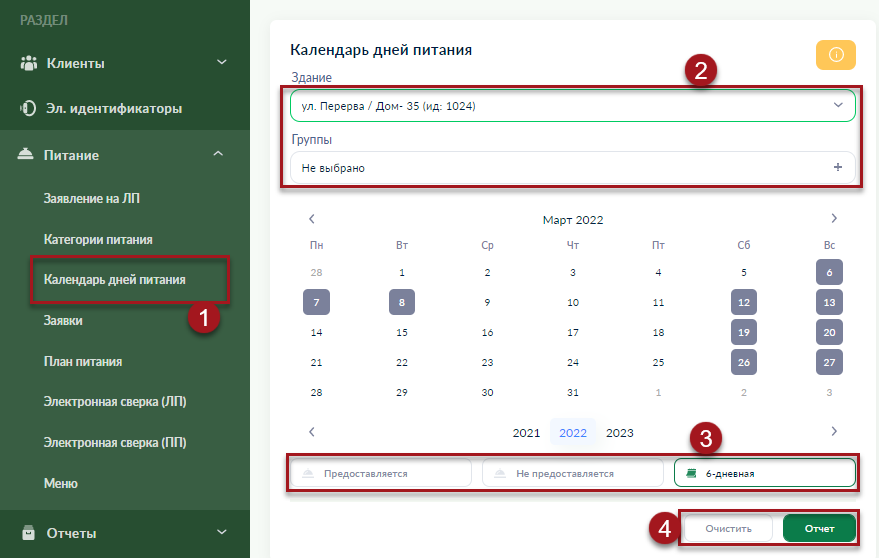 РАЗДЕЛ
Клиенты
Эл. идентификаторы
Питание
Заявление на ЛП
Категории питания
Календарь дней питания
1
Заявки
План питания
Электронная сверка (ЛП)
Электронная сверка (ПП)
Меню
Отчеты
Календарь дней питания
Здание
2
ул. Перерва / Дом- 35 (ид: 1024)
Группы
Не выбрано
Март 2022
Пн Вт Ср Чт Пт Сб Вс
28 1 2 3 4 5 6
7 8 9 10 11 12 13
14 15 16 17 18 19 20
21 22 23 24 25 26 27
28 29 30 31 1 2 3
2021 2022 2023
3
Предоставляется Не предоставляется 6-дневная
4 Очистить Отчет